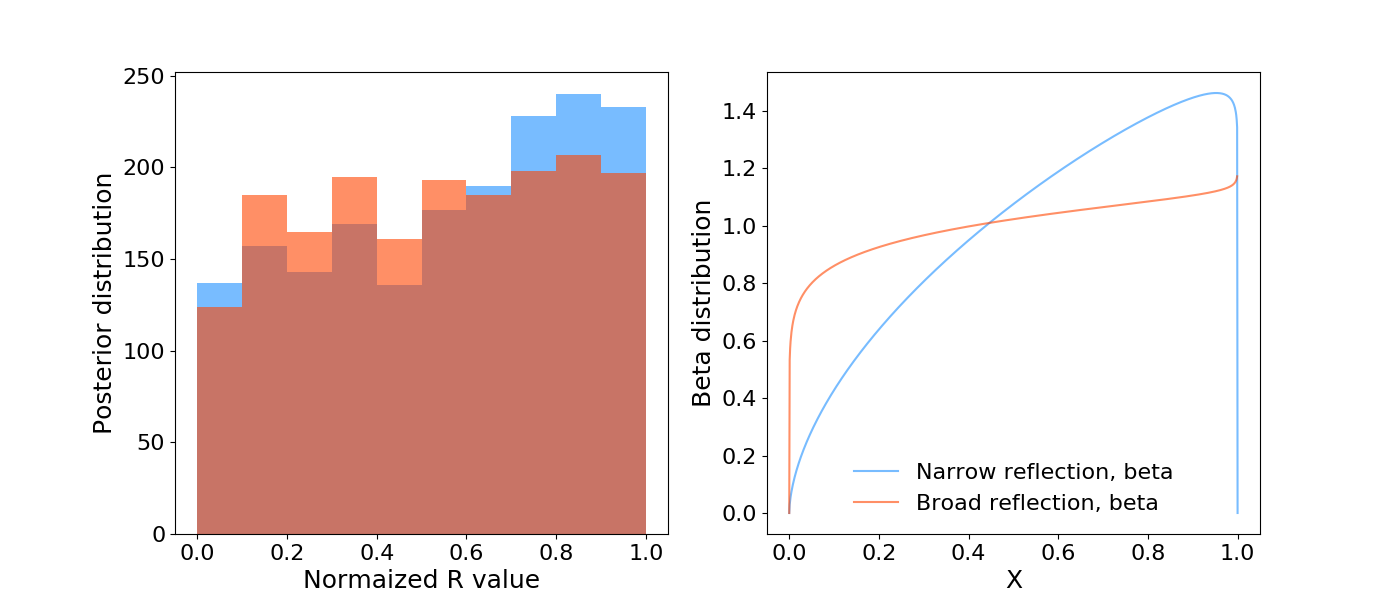 250
200
150
100
50
0
Posterior distribution
0.0 0.2 0.4 0.6 0.8 1.0
Normaized R value
1.4
1.2
1.0
0.8
0.6
0.4
0.2
0.0
Beta distribution
Narrow reflection, beta
Broad reflection, beta
0.0 0.2 0.4 0.6 0.8 1.0
X